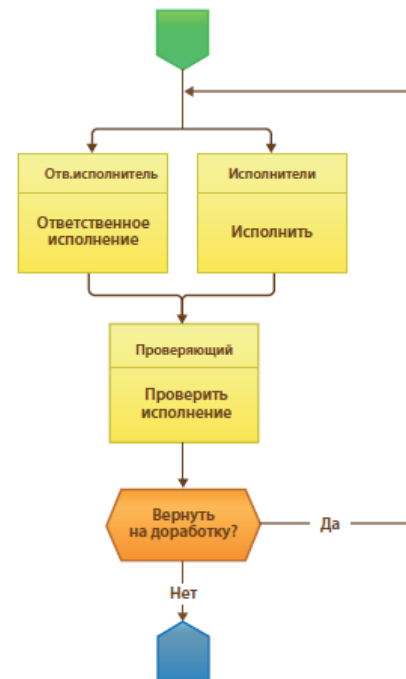 Отв.исполнитель
Ответственное
исполнение
Исполнители
Исполнить
Проверяющий
Проверить
исполнение
Вернуть
на доработку?
Да
Нет